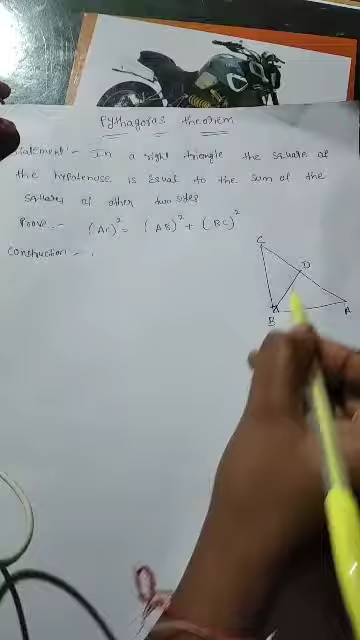 Pythagoras theorem
Statement :- In a right triangle the square of
the hypotenuse is Equal to the sum of the
squares of other two sides
Prove :- (AC)² = (AB)² + (BC)²
Construction :- .
C
D
A
B